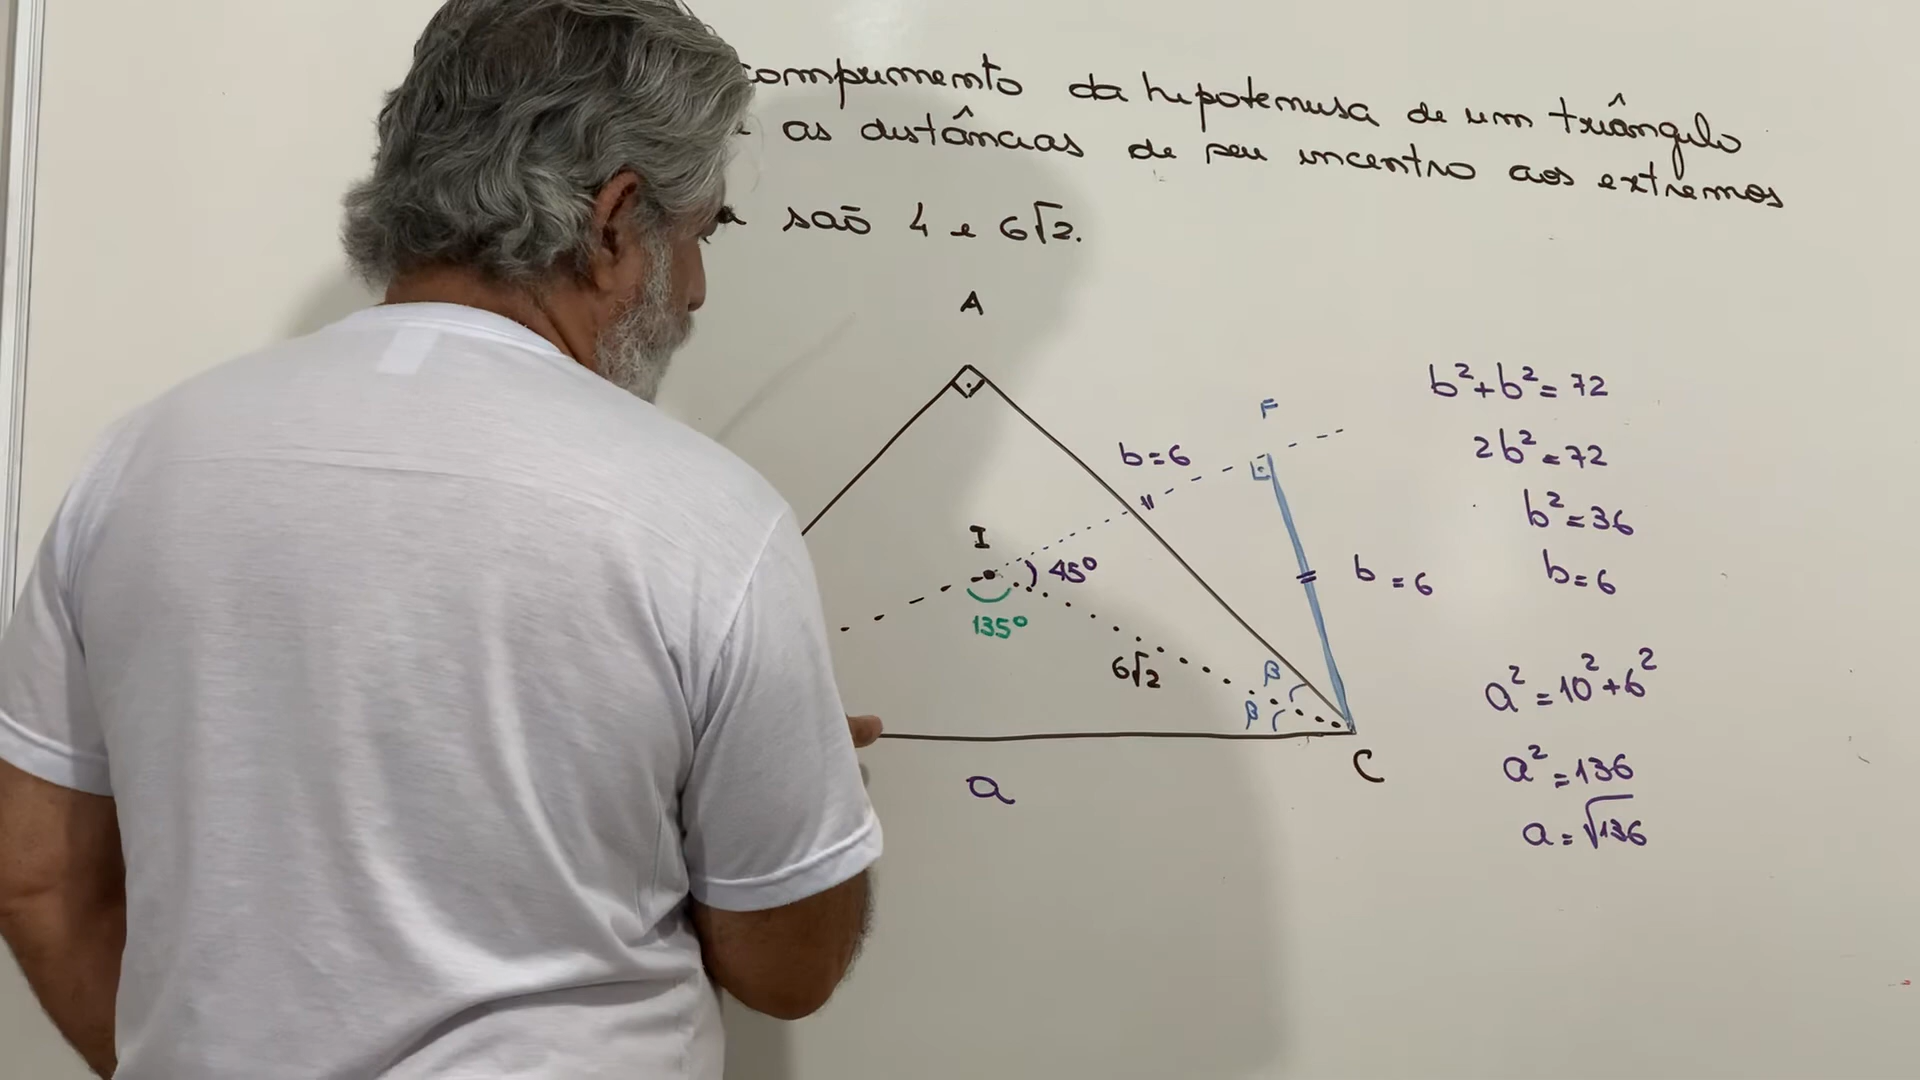 compremento da hipotenusa de um triângulo
as distâncias de seu incentro aos extremos
são 4 e 6√2.
A
F
b=6
I
45°
135°
6√2
β
β
b=6
C
a
b²+b²=72
2b²=72
b²=36
b=6
a²=10²+6²
a²=136
a=√136